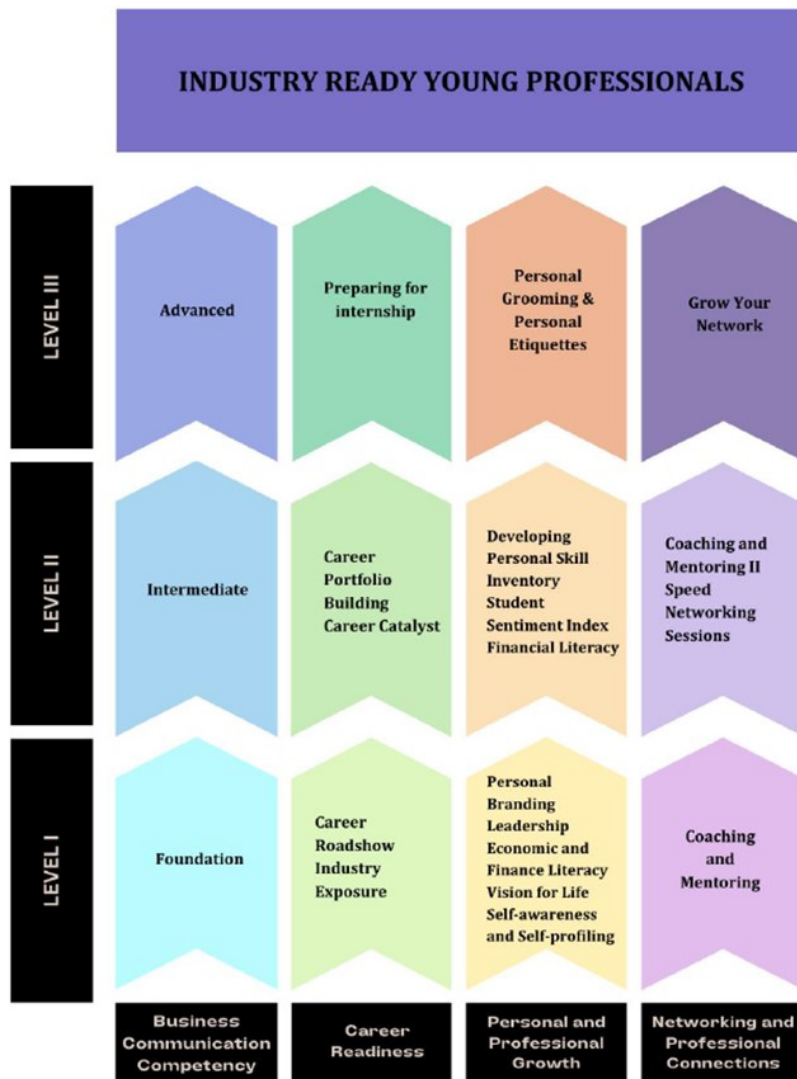 INDUSTRY READY YOUNG PROFESSIONALS
LEVEL III
Advanced
Preparing for
internship
Personal
Grooming &
Personal
Etiquettes
Grow Your
Network
LEVEL II
Intermediate
Career
Portfolio
Building
Career Catalyst
Developing
Personal Skill
Inventory
Student
Sentiment Index
Financial Literacy
Coaching and
Mentoring II
Speed
Networking
Sessions
LEVEL I
Foundation
Career
Roadshow
Industry
Exposure
Personal
Branding
Leadership
Economic and
Finance Literacy
Vision for Life
Self-awareness
and Self-profiling
Coaching
and
Mentoring
Business
Communication
Competency
Career
Readiness
Personal and
Professional
Growth
Networking and
Professional
Connections